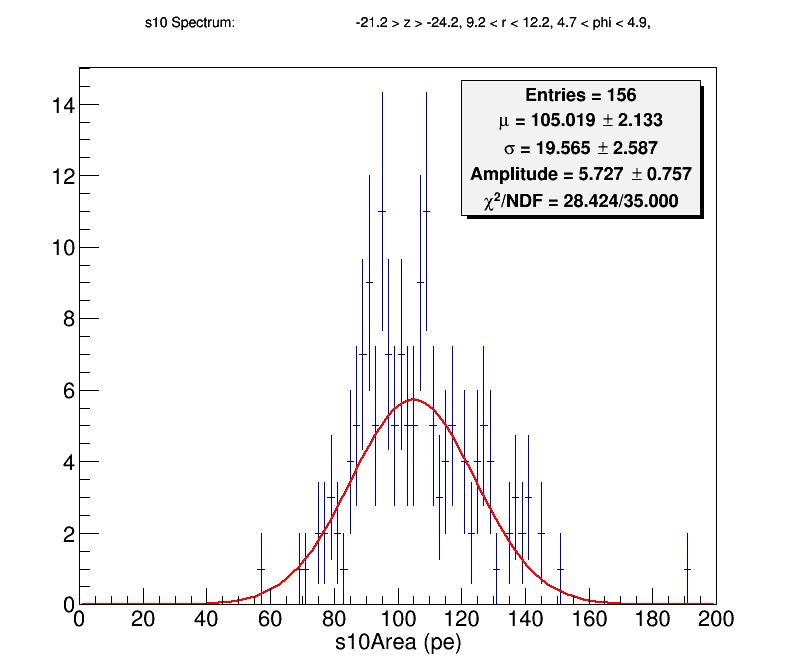 s10 Spectrum: -21.2 > z > -24.2, 9.2 < r < 12.2, 4.7 < phi < 4.9,
Entries = 156
μ = 105.019 ± 2.133
σ = 19.565 ± 2.587
Amplitude = 5.727 ± 0.757
χ²/NDF = 28.424/35.000
14
12
10
8
6
4
2
0
0 20 40 60 80 100 120 140 160 180 200
s10Area (pe)